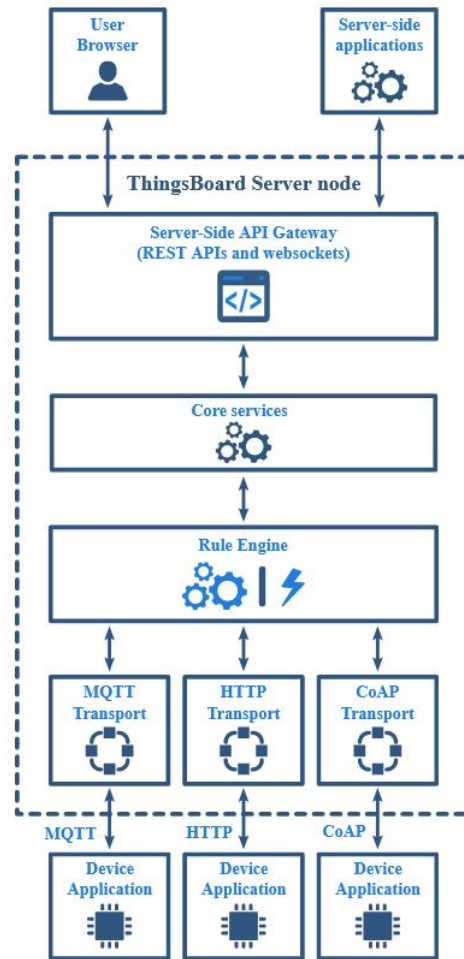 User
Browser
Server-side
applications
ThingsBoard Server node
Server-Side API Gateway
(REST APIs and websockets)
</>
Core services
Rule Engine
MQTT
Transport
HTTP
Transport
CoAP
Transport
MQTT
HTTP
CoAP
Device
Application
Device
Application
Device
Application